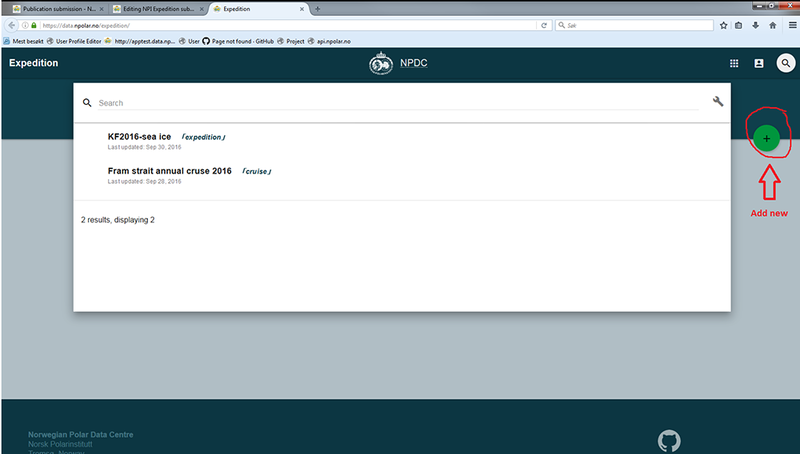 Publication submission - N...
Editing NPI Expedition sub...
Expedition
https://data.npolar.no/expedition/
Søk
Mest besøkt User Profile Editor http://apptest.data.np... User Page not found · GitHub Project api.npolar.no
Expedition
NPDC
Search
KF2016-sea ice 「expedition」
Last updated: Sep 30, 2016
Fram strait annual cruse 2016 「cruise」
Last updated: Sep 28, 2016
2 results, displaying 2
Add new
Norwegian Polar Data Centre
Norsk Polarinstitutt
Tromsø, Norway